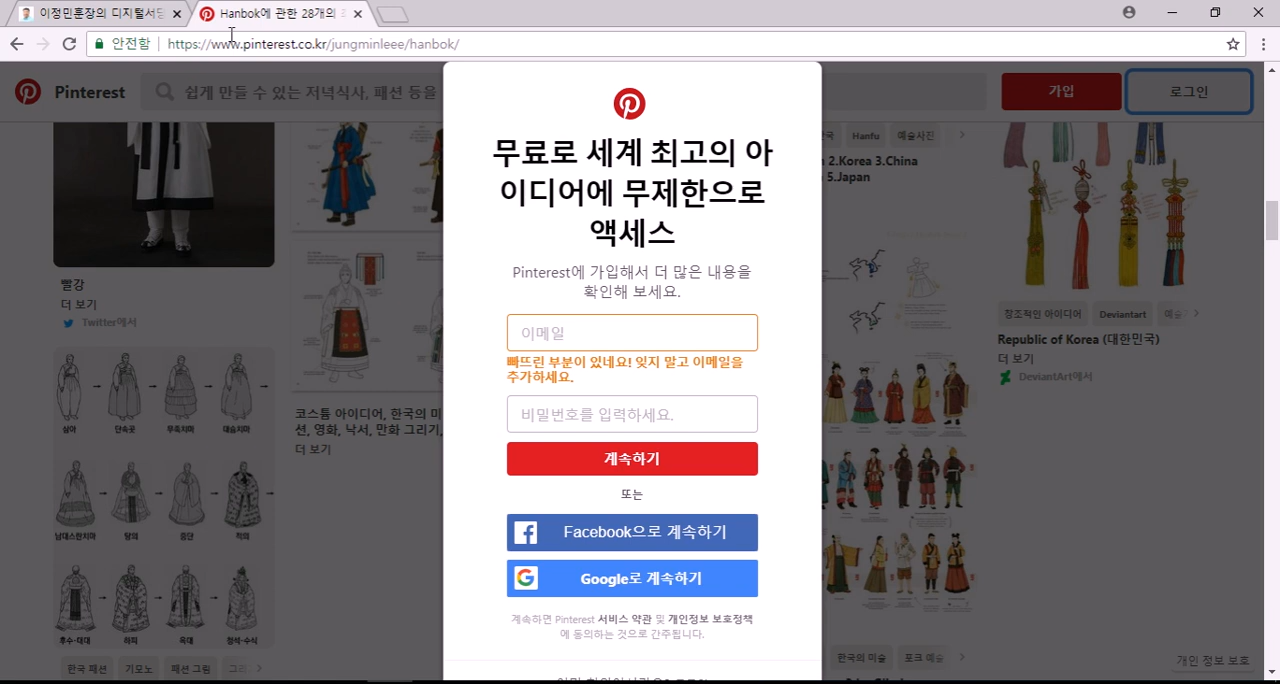 이정민훈장의 디지털서당
Hanbok에 관한 28개의
안전함
https://www.pinterest.co.kr/jungminleee/hanbok/
Pinterest
쉽게 만들 수 있는 저녁식사, 패션 등을
가입
로그인
무료로 세계 최고의 아
이디어에 무제한으로
액세스
Pinterest에 가입해서 더 많은 내용을
확인해 보세요.
이메일
빠뜨린 부분이 있네요! 잊지 말고 이메일을
추가하세요.
비밀번호를 입력하세요.
계속하기
또는
Facebook으로 계속하기
Google로 계속하기
계속하면 Pinterest 서비스 약관 및 개인정보 보호정책
에 동의하는 것으로 간주됩니다.
빨강
더 보기
Twitter에서
삼아
단속곳
무족치마
대슘치마
남대스란치마
당의
중단
적의
후수·대대
하피
옥대
청석·수식
한국 패션
기모노
패션 그림
코스튬 아이디어, 한국의 미
션, 영화, 낙서, 만화 그리기,
더 보기
Hanfu
예술사진
2.Korea 3.China
5.Japan
한국의 미술
포크 예술
창조적인 아이디어
Deviantart
예술
Republic of Korea (대한민국)
더 보기
DeviantArt에서
개인 정보 보호